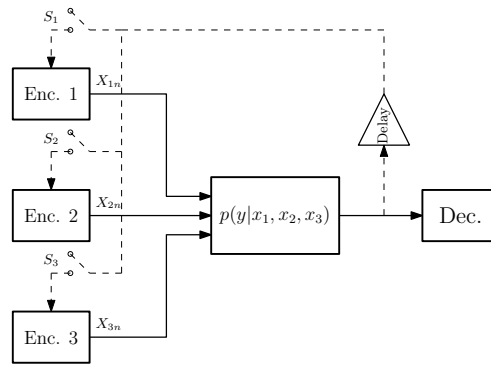 S₁
Enc. 1
X₁ₙ
Delay
S₂
Enc. 2
X₂ₙ
p(y|x₁, x₂, x₃)
Dec.
S₃
Enc. 3
X₃ₙ